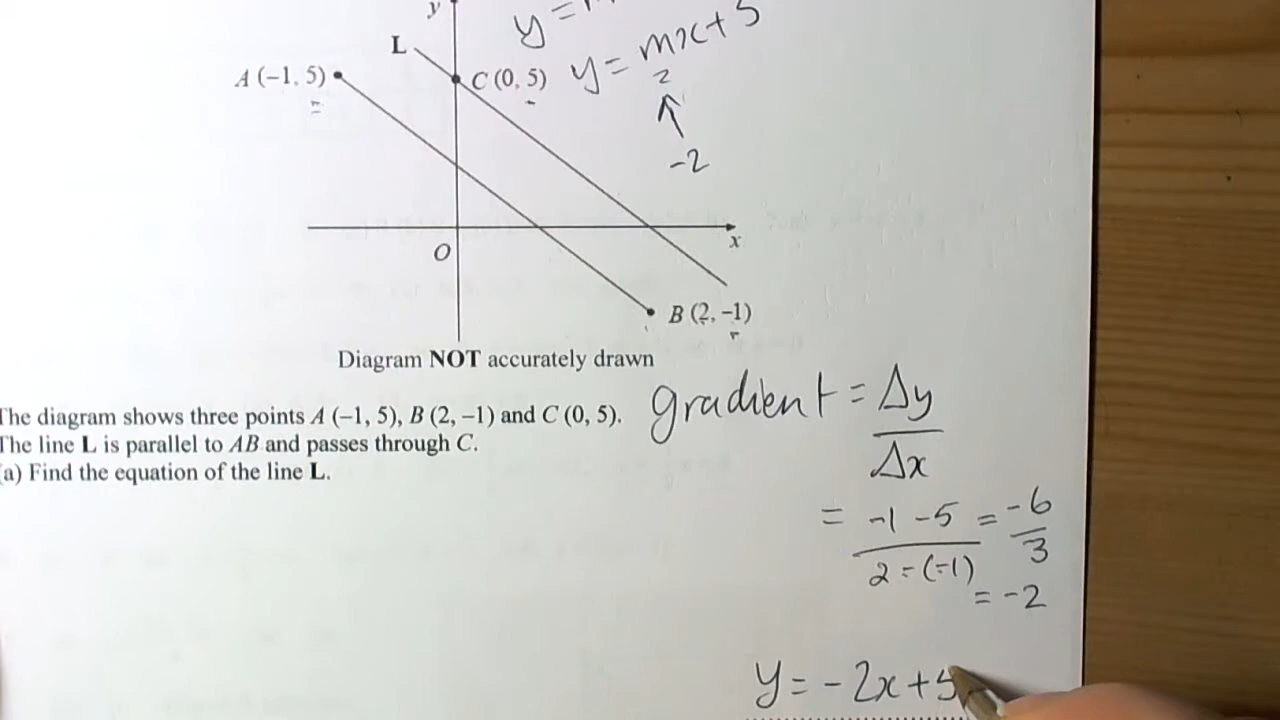 y
y =
L
y = mx + 5
A (−1, 5)
C (0, 5)
2
-2
x
O
B (2, −1)
Diagram NOT accurately drawn
gradient = Δy
Δx
The diagram shows three points A (−1, 5), B (2, −1) and C (0, 5).
The line L is parallel to AB and passes through C.
(a) Find the equation of the line L.
= -1 - 5 = -6
2 - (-1) 3
= -2
y = -2x + 5